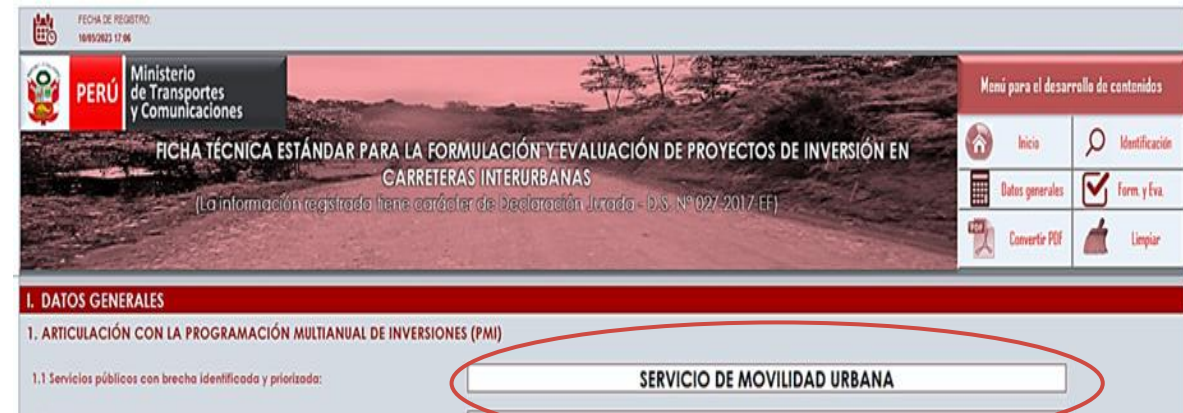 FECHA DE REGISTRO:
10/05/2023 17:06
PERÚ
Ministerio
de Transportes
y Comunicaciones
FICHA TÉCNICA ESTÁNDAR PARA LA FORMULACIÓN Y EVALUACIÓN DE PROYECTOS DE INVERSIÓN EN
CARRETERAS INTERURBANAS
(La información registrada tiene carácter de Declaración Jurada - D.S. Nº 027-2017-EF)
Menú para el desarrollo de contenidos
Inicio
Identificación
Datos generales
Form. y Eva.
PDF
Convertir PDF
Limpiar
I. DATOS GENERALES
1. ARTICULACIÓN CON LA PROGRAMACIÓN MULTIANUAL DE INVERSIONES (PMI)
1.1 Servicios públicos con brecha identificada y priorizada:
SERVICIO DE MOVILIDAD URBANA